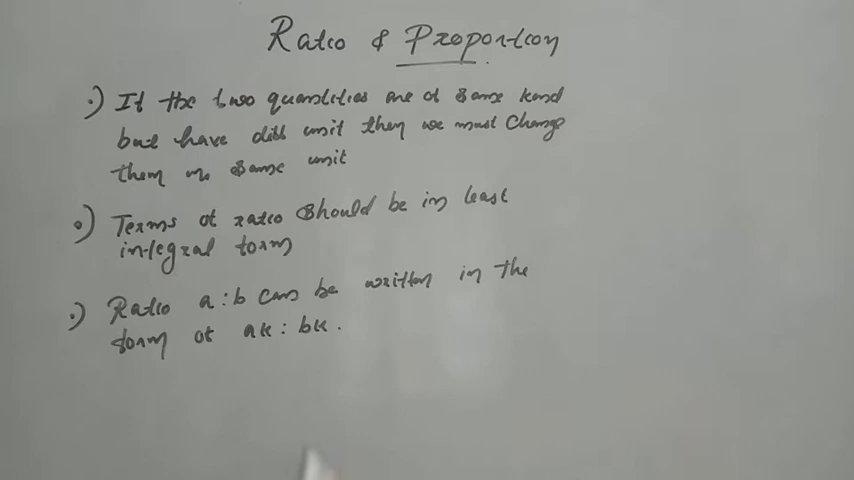 Ratio & Proportion
•) If the two quantities are of same kind
but have diff unit then we must change
them in same unit
•) Terms of ratio should be in least
integral form
•) Ratio a:b can be written in the
form of ak : bk.